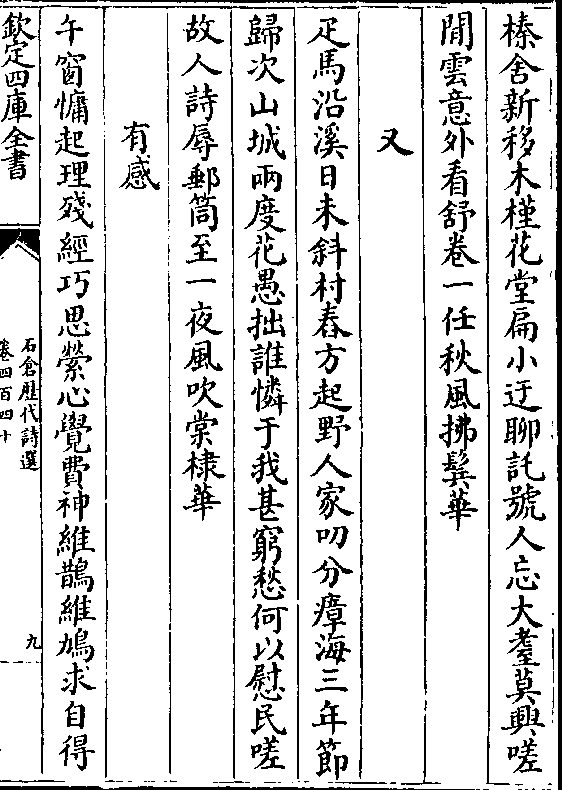 榛舍新移木槿花堂扁小迂聊託號人忘大耋莫興嗟
閒雲意外看舒卷一任秋風拂鬂華
又
疋馬沿溪日未斜村舂方起野人家叨分瘴海三年節
歸次山城兩度花愚拙誰憐于我甚窮愁何以慰民嗟
故人詩辱郵筒至一夜風吹棠棣華
有感
午窗慵起理殘經巧思縈心覺費神維鵲維鳩求自得
欽定四庫全書
石倉歷代詩選
卷四百四十
九